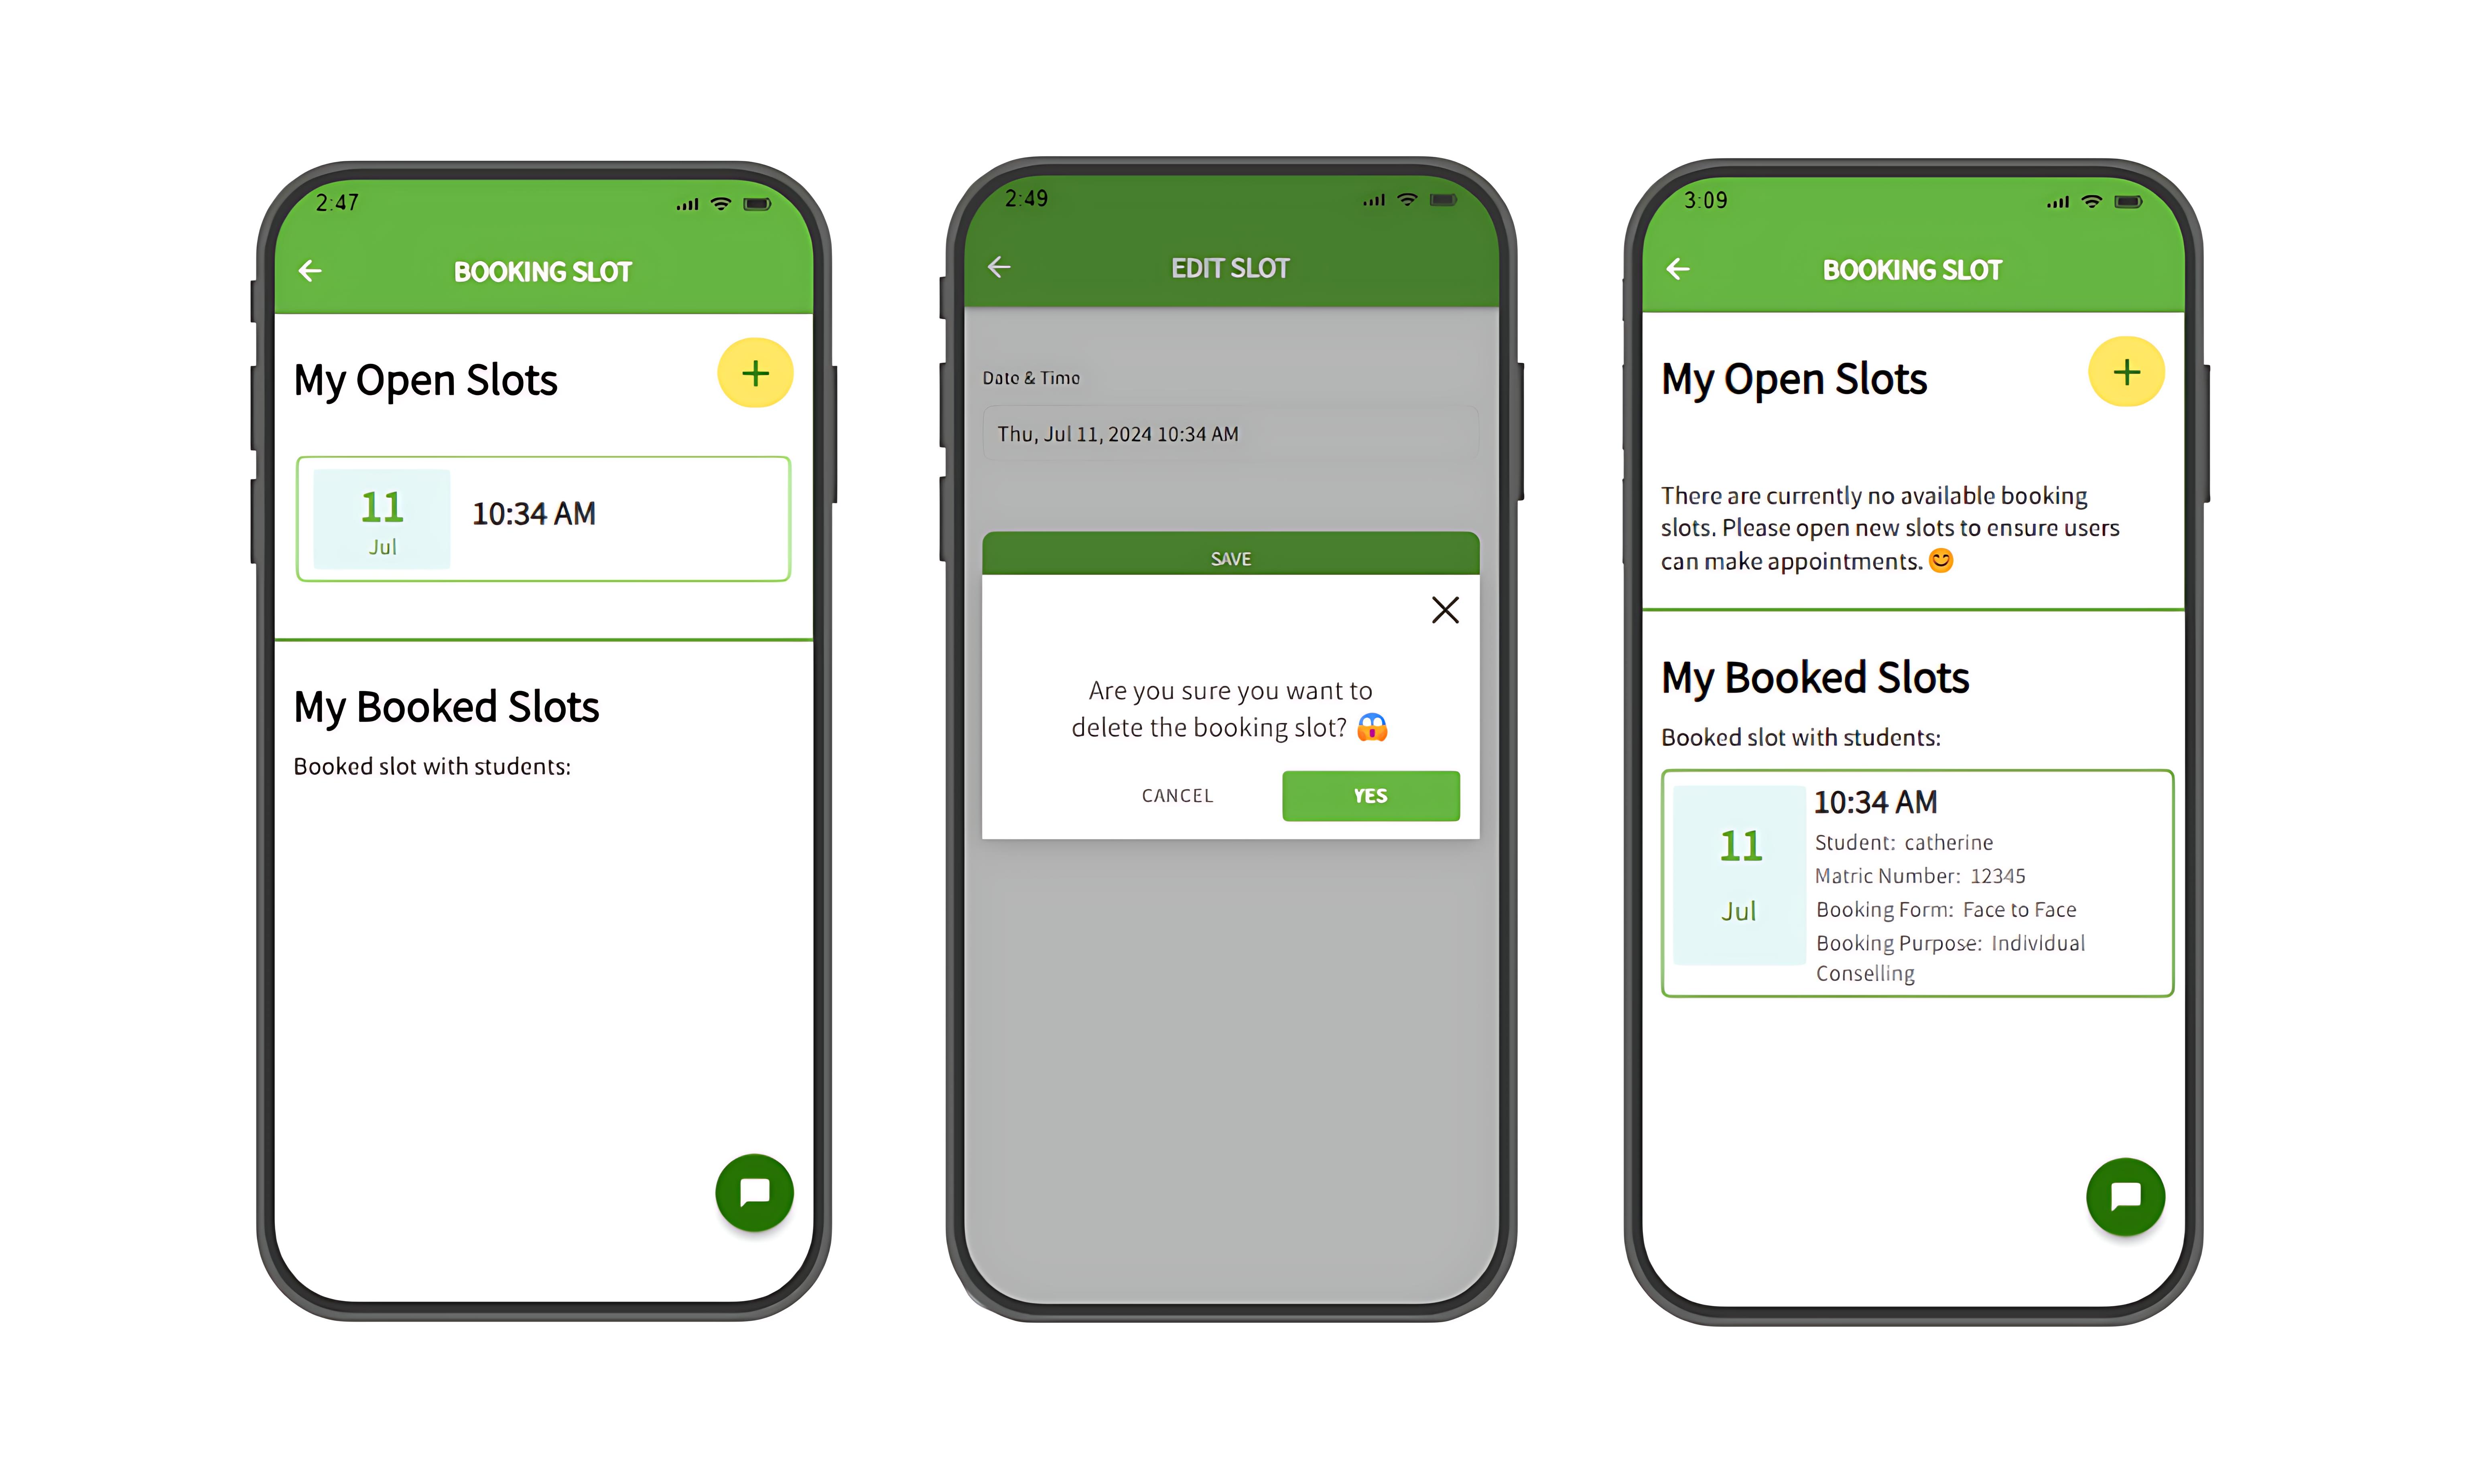 2:47
BOOKING SLOT
My Open Slots
+
11
Jul
10:34 AM
My Booked Slots
Booked slot with students:
2:49
EDIT SLOT
Date & Time
Thu, Jul 11, 2024 10:34 AM
SAVE
Are you sure you want to
delete the booking slot? 😱
CANCEL
YES
3:09
BOOKING SLOT
My Open Slots
+
There are currently no available booking
slots. Please open new slots to ensure users
can make appointments. 😊
My Booked Slots
Booked slot with students:
11
Jul
10:34 AM
Student: catherine
Matric Number: 12345
Booking Form: Face to Face
Booking Purpose: Individual
Conselling